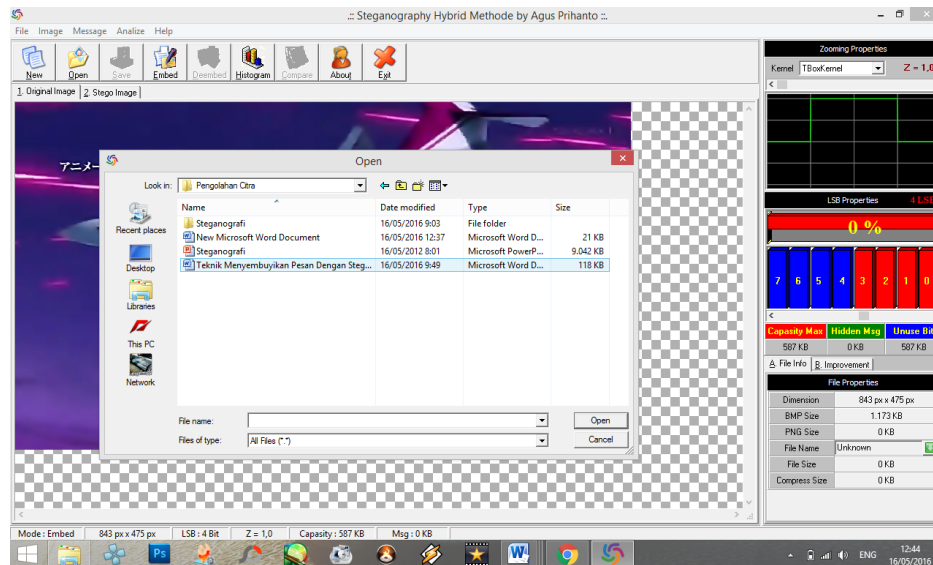 .:: Steganography Hybrid Methode by Agus Prihanto ::.
File Image Message Analize Help
New Open Save Embed Deembed Histogram Compare About Exit
1. Original Image 2. Stego Image
アニメー
Open
Look in: Pengolahan Citra
Name Date modified Type Size
Steganografi 16/05/2016 9:03 File folder
New Microsoft Word Document 16/05/2016 12:37 Microsoft Word D... 21 KB
Steganografi 16/05/2012 8:01 Microsoft PowerP... 9.042 KB
Teknik Menyembuyikan Pesan Dengan Steg... 16/05/2016 9:49 Microsoft Word D... 118 KB
Recent places
Desktop
Libraries
This PC
Network
File name: Open
Files of type: All Files (*.*) Cancel
Zooming Properties
Kernel TBoxKernel Z = 1,0
LSB Properties 4 LSB
0 %
7 6 5 4 3 2 1 0
Capasity Max Hidden Msg Unuse Bit
587 KB 0 KB 587 KB
A. File Info B. Improvement
File Properties
Dimension 843 px x 475 px
BMP Size 1.173 KB
PNG Size 0 KB
File Name Unknown
File Size 0 KB
Compress Size 0 KB
Mode : Embed 843 px x 475 px LSB : 4 Bit Z = 1,0 Capasity : 587 KB Msg : 0 KB
Ps W ENG 12:44
16/05/2016